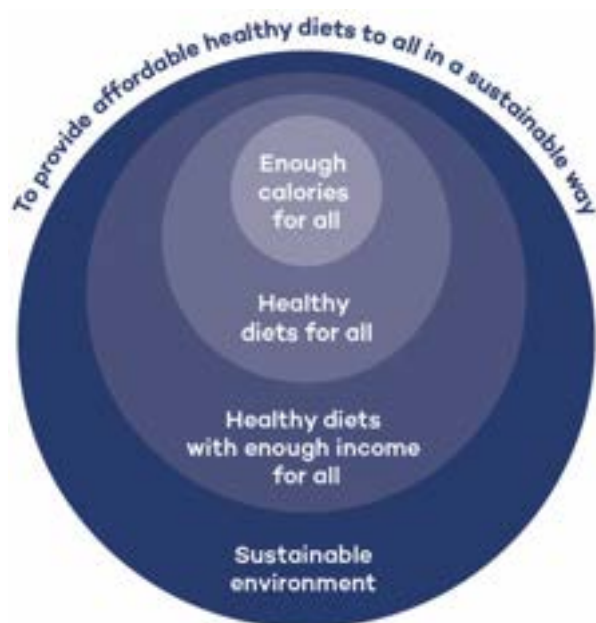 To provide affordable healthy diets to all in a sustainable way
Enough
calories
for all
Healthy
diets for all
Healthy diets
with enough income
for all
Sustainable
environment